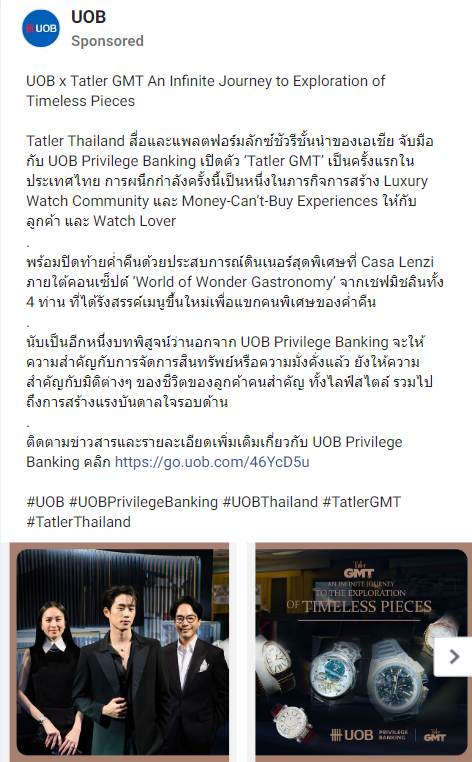 UOB
UOB
Sponsored
UOB x Tatler GMT An Infinite Journey to Exploration of
Timeless Pieces
Tatler Thailand สื่อและแพลตฟอร์มลักซ์ชัวรีชั้นนำของเอเชีย จับมือ
กับ UOB Privilege Banking เปิดตัว ‘Tatler GMT’ เป็นครั้งแรกใน
ประเทศไทย การผนึกกำลังครั้งนี้เป็นหนึ่งในภารกิจการสร้าง Luxury
Watch Community และ Money-Can’t-Buy Experiences ให้กับ
ลูกค้า และ Watch Lover
.
พร้อมปิดท้ายค่ำคืนด้วยประสบการณ์ดินเนอร์สุดพิเศษที่ Casa Lenzi
ภายใต้คอนเซ็ปต์ ‘World of Wonder Gastronomy’ จากเชฟมิชลินทั้ง
4 ท่าน ที่ได้รังสรรค์เมนูขึ้นใหม่เพื่อแขกคนพิเศษของค่ำคืน
.
นับเป็นอีกหนึ่งบทพิสูจน์ว่านอกจาก UOB Privilege Banking จะให้
ความสำคัญกับการจัดการสินทรัพย์หรือความมั่งคั่งแล้ว ยังให้ความ
สำคัญกับมิติต่างๆ ของชีวิตของลูกค้าคนสำคัญ ทั้งไลฟ์สไตล์ รวมไป
ถึงการสร้างแรงบันดาลใจรอบด้าน
.
ติดตามข่าวสารและรายละเอียดเพิ่มเติมเกี่ยวกับ UOB Privilege
Banking คลิก https://go.uob.com/46YcD5u
#UOB #UOBPrivilegeBanking #UOBThailand #TatlerGMT
#TatlerThailand
Tatler
GMT
AN INFINITE JOURNEY
TO THE EXPLORATION
OF TIMELESS PIECES
UOB PRIVILEGE BANKING
Tatler GMT